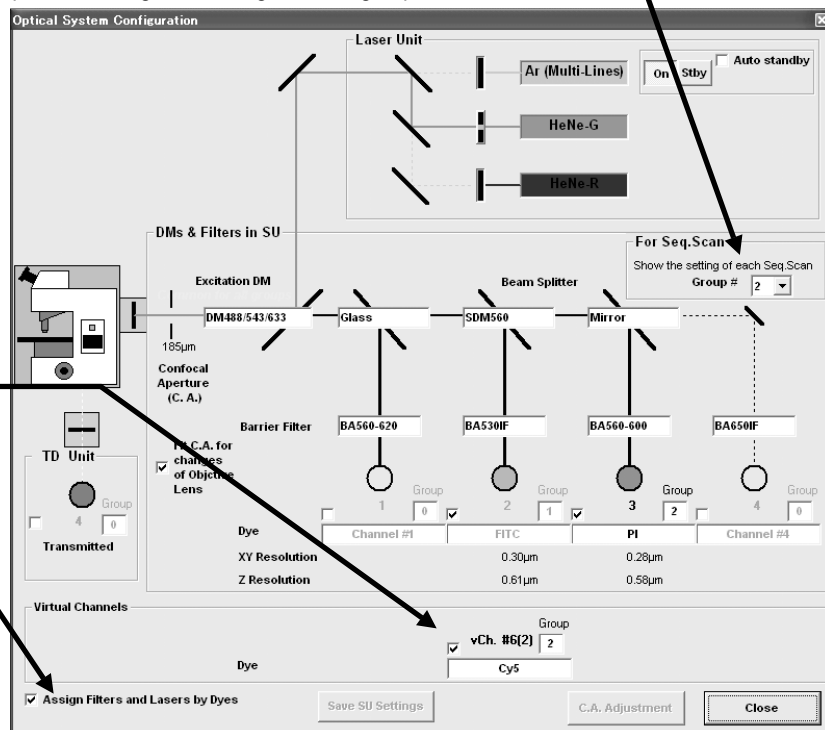 Optical System Configuration
Laser Unit
Ar (Multi-Lines)
On Stby
Auto standby
HeNe-G
HeNe-R
DMs & Filters in SU
For Seq.Scan
Show the setting of each Seq.Scan
Group # 2
Excitation DM
Beam Splitter
DM488/543/633
Glass
SDM560
Mirror
185µm
Confocal
Aperture
(C. A.)
Barrier Filter
BA560-620
BA530IF
BA560-600
BA650IF
C.A. for
changes
of Objctive
Lens
TD Unit
Group
4 0
Transmitted
1 Group 0
2 Group 1
3 Group 2
4 Group 0
Dye
Channel #1
FITC
PI
Channel #4
XY Resolution
0.30µm
0.28µm
Z Resolution
0.61µm
0.58µm
Virtual Channels
Group
vCh. #6(2) 2
Dye
Cy5
Assign Filters and Lasers by Dyes
Save SU Settings
C.A. Adjustment
Close